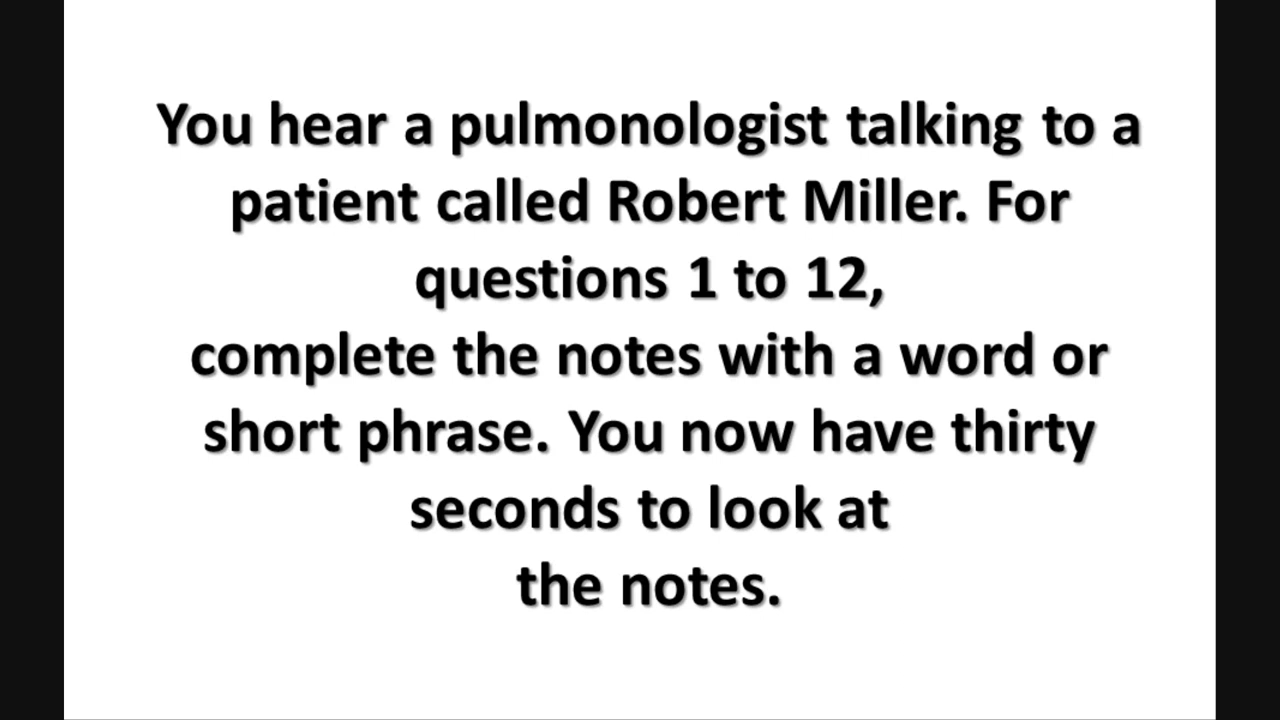 You hear a pulmonologist talking to a
patient called Robert Miller. For
questions 1 to 12,
complete the notes with a word or
short phrase. You now have thirty
seconds to look at
the notes.